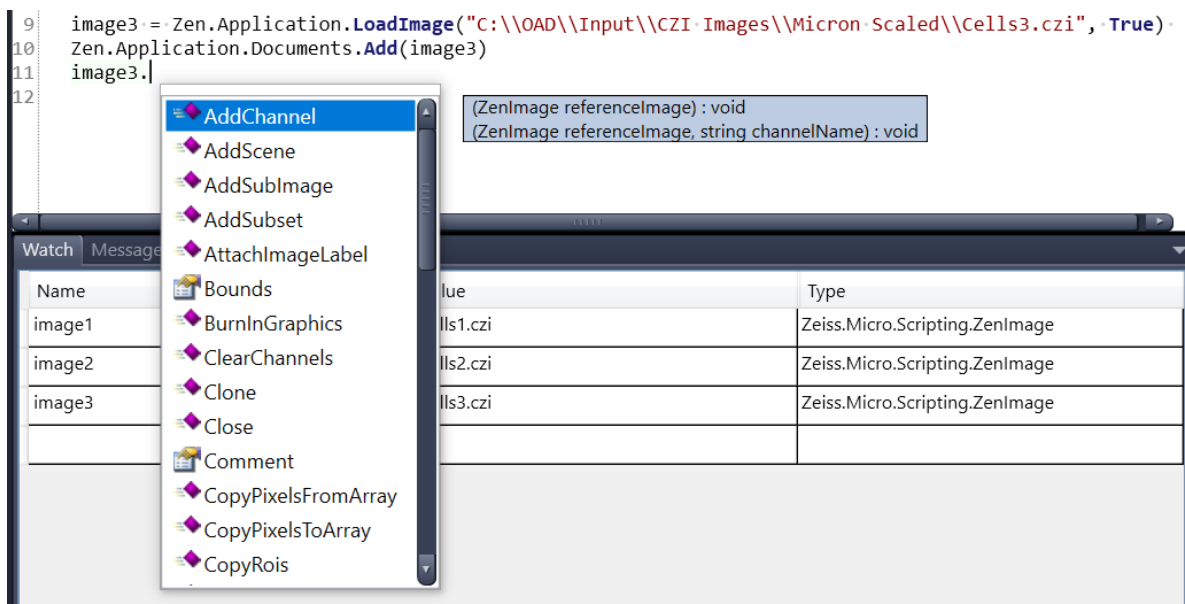 9 image3 = Zen.Application.LoadImage("C:\\OAD\\Input\\CZI Images\\Micron Scaled\\Cells3.czi", True)
10 Zen.Application.Documents.Add(image3)
11 image3.
12
AddChannel
AddScene
AddSubImage
AddSubset
AttachImageLabel
Bounds
BurnInGraphics
ClearChannels
Clone
Close
Comment
CopyPixelsFromArray
CopyPixelsToArray
CopyRois
(ZenImage referenceImage) : void
(ZenImage referenceImage, string channelName) : void
Watch Message
Name lue Type
image1 lls1.czi Zeiss.Micro.Scripting.ZenImage
image2 lls2.czi Zeiss.Micro.Scripting.ZenImage
image3 lls3.czi Zeiss.Micro.Scripting.ZenImage